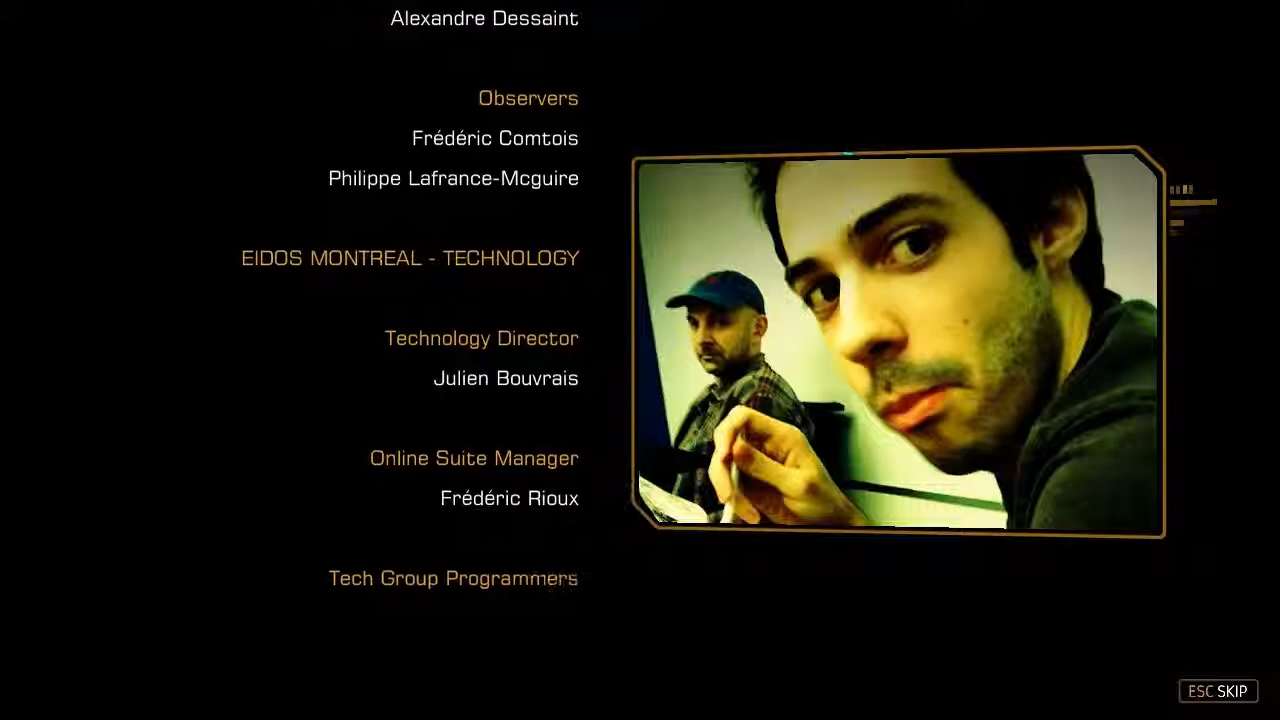 Alexandre Dessaint
Observers
Frédéric Comtois
Philippe Lafrance-Mcguire
EIDOS MONTREAL - TECHNOLOGY
Technology Director
Julien Bouvrais
Online Suite Manager
Frédéric Rioux
Tech Group Programmers
ESC SKIP